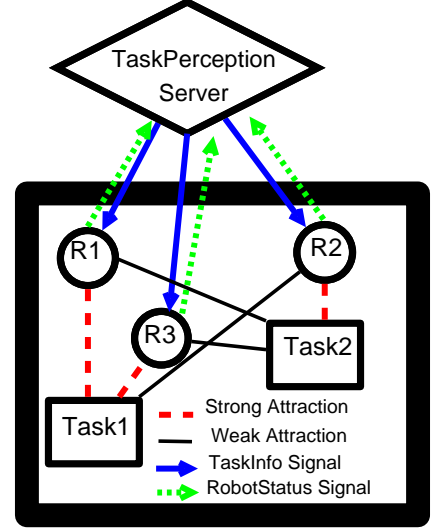 TaskPerception
Server
R1
R2
R3
Task2
Task1
Strong Attraction
Weak Attraction
TaskInfo Signal
RobotStatus Signal